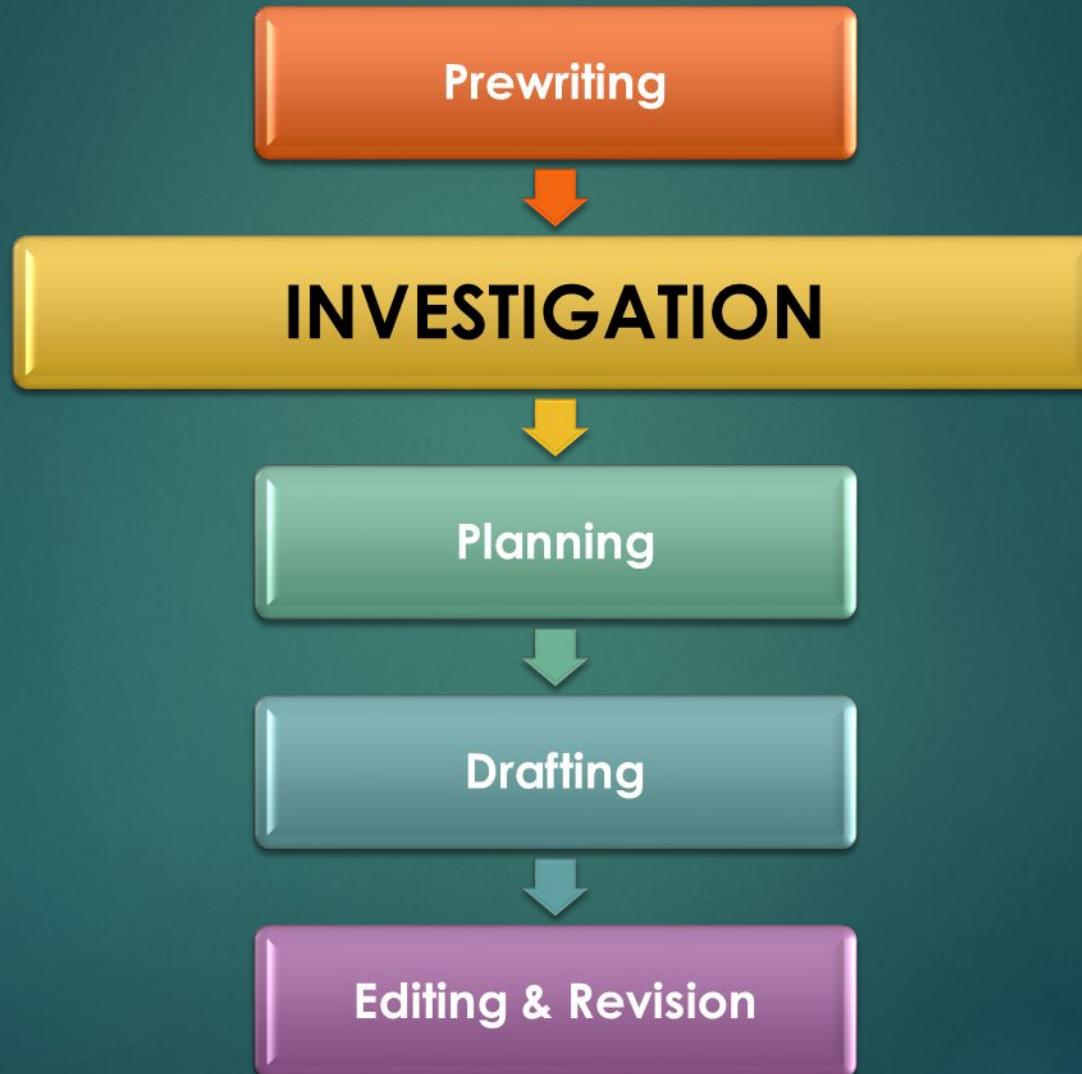 Prewriting
INVESTIGATION
Planning
Drafting
Editing & Revision